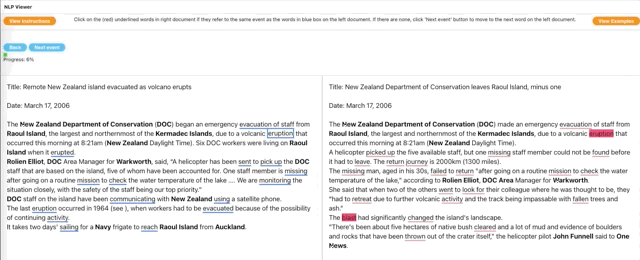 NLP Viewer
View Instructions
Click on the (red) underlined words in right document if they refer to the same event as the words in blue box on the left document. If there are none, click 'Next event' button to move to the next word on the left document.
View Examples
Back
Next event
Progress: 6%
Title: Remote New Zealand island evacuated as volcano erupts
Date: March 17, 2006
The New Zealand Department of Conservation (DOC) began an emergency evacuation of staff from
Raoul Island, the largest and northernmost of the Kermadec Islands, due to a volcanic eruption that
occurred this morning at 8:21am (New Zealand Daylight Time). Six DOC workers were living on Raoul
Island when it erupted.
Rolien Elliot, DOC Area Manager for Warkworth, said, "A helicopter has been sent to pick up the DOC
staff that are based on the island, five of whom have been accounted for. One staff member is missing
after going on a routine mission to check the water temperature of the lake .... We are monitoring the
situation closely, with the safety of the staff being our top priority."
DOC staff on the island have been communicating with New Zealand using a satellite phone.
The last eruption occurred in 1964 (see ), when workers had to be evacuated because of the possibility
of continuing activity.
It takes two days' sailing for a Navy frigate to reach Raoul Island from Auckland.
Title: New Zealand Department of Conservation leaves Raoul Island, minus one
Date: March 17, 2006
The New Zealand Department of Conservation (DOC) made an emergency evacuation of staff from
Raoul Island, the largest and northernmost of the Kermadec Islands, due to a volcanic eruption that
occurred this morning at 8:21am (New Zealand Daylight Time).
A helicopter picked up the five available staff, but one missing staff member could not be found before
it had to leave. The return journey is 2000km (1300 miles).
The missing man, aged in his 30s, failed to return "after going on a routine mission to check the water
temperature of the lake," according to Rolien Elliot, DOC Area Manager for Warkworth.
She said that when two of the others went to look for their colleague where he was thought to be, they
"had to retreat due to further volcanic activity and the track being impassable with fallen trees and
ash."
The blast had significantly changed the island's landscape.
"There's been about five hectares of native bush cleared and a lot of mud and evidence of boulders
and rocks that have been thrown out of the crater itself," the helicopter pilot John Funnell said to One
News.